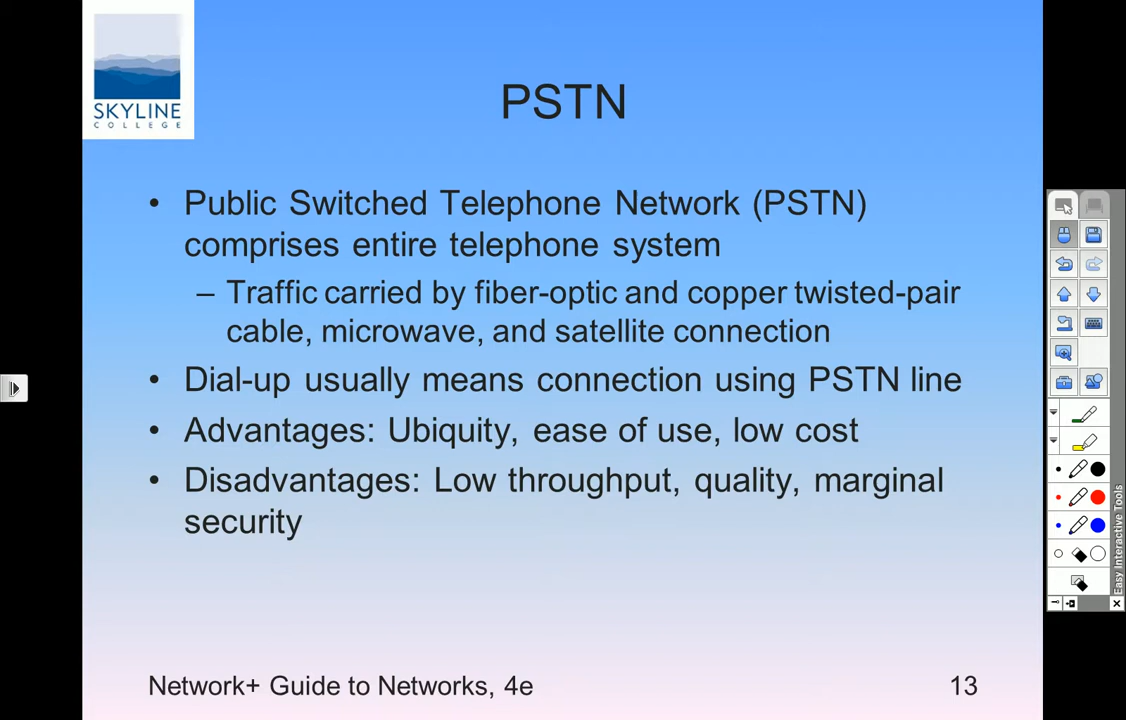 SKYLINE
COLLEGE
PSTN
• Public Switched Telephone Network (PSTN)
comprises entire telephone system
– Traffic carried by fiber-optic and copper twisted-pair
cable, microwave, and satellite connection
• Dial-up usually means connection using PSTN line
• Advantages: Ubiquity, ease of use, low cost
• Disadvantages: Low throughput, quality, marginal
security
Network+ Guide to Networks, 4e
13
Easy Interactive Tools